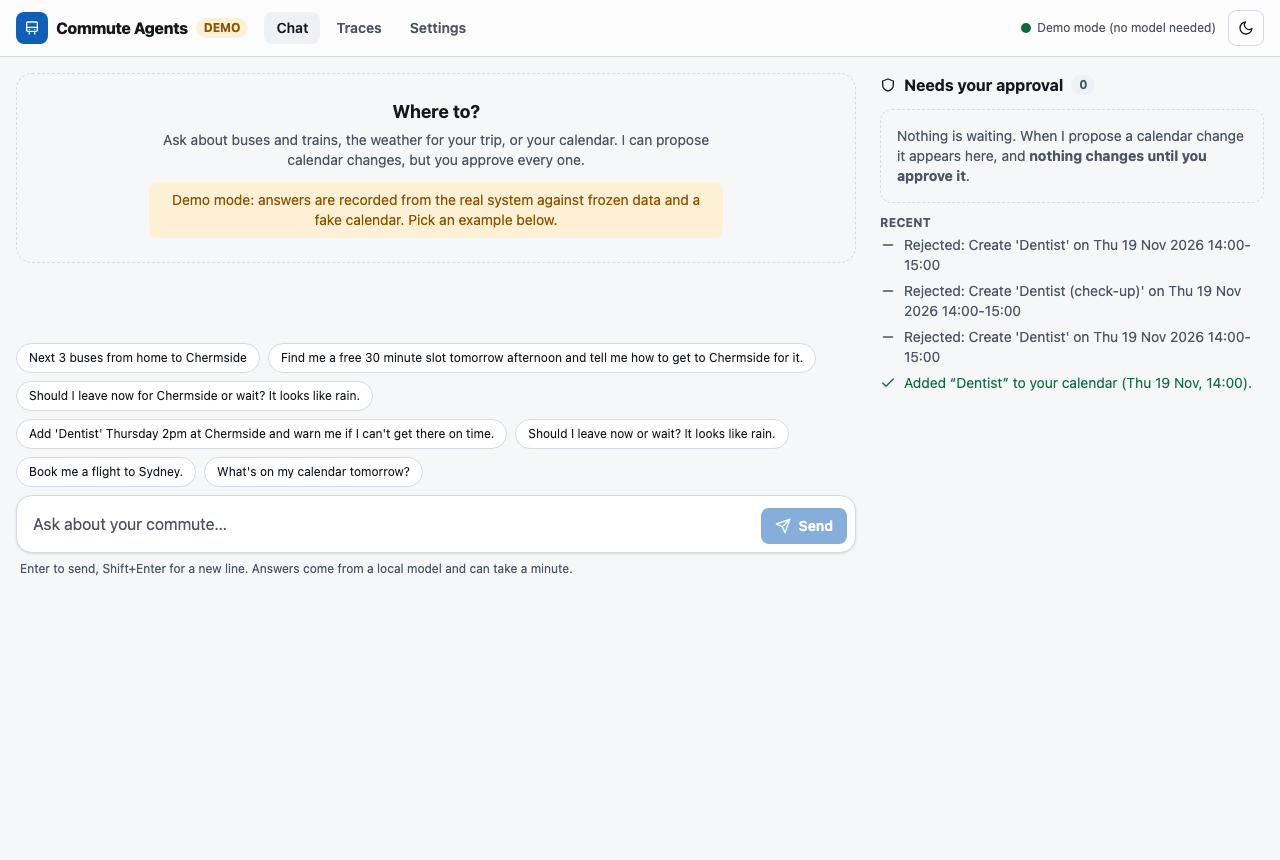 Commute Agents DEMO Chat Traces Settings Demo mode (no model needed)
Where to?
Ask about buses and trains, the weather for your trip, or your calendar. I can propose
calendar changes, but you approve every one.
Demo mode: answers are recorded from the real system against frozen data and a
fake calendar. Pick an example below.
Next 3 buses from home to Chermside
Find me a free 30 minute slot tomorrow afternoon and tell me how to get to Chermside for it.
Should I leave now for Chermside or wait? It looks like rain.
Add 'Dentist' Thursday 2pm at Chermside and warn me if I can't get there on time.
Should I leave now or wait? It looks like rain.
Book me a flight to Sydney.
What's on my calendar tomorrow?
Ask about your commute...
Send
Enter to send, Shift+Enter for a new line. Answers come from a local model and can take a minute.
Needs your approval 0
Nothing is waiting. When I propose a calendar change
it appears here, and nothing changes until you
approve it.
RECENT
Rejected: Create 'Dentist' on Thu 19 Nov 2026 14:00-
15:00
Rejected: Create 'Dentist (check-up)' on Thu 19 Nov
2026 14:00-15:00
Rejected: Create 'Dentist' on Thu 19 Nov 2026 14:00-
15:00
Added “Dentist” to your calendar (Thu 19 Nov, 14:00).